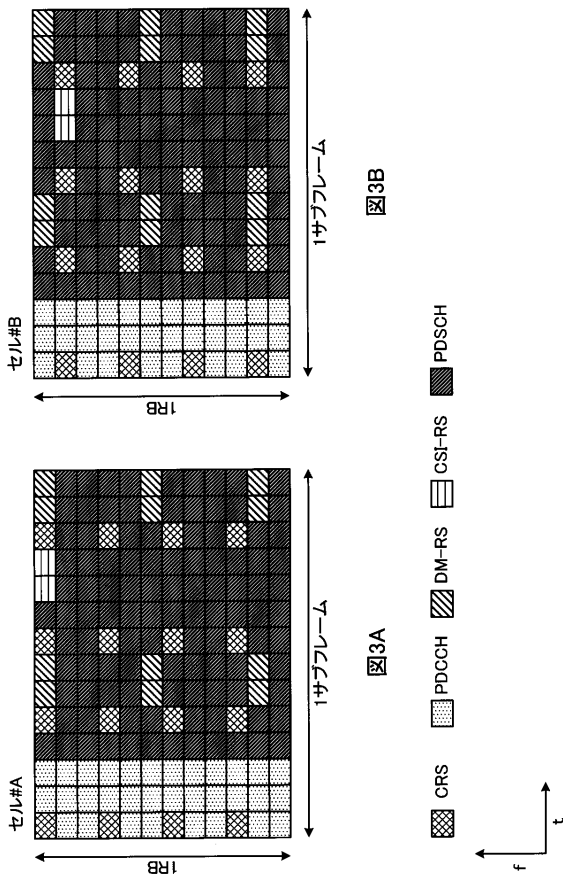 セル#A
1RB
1サブフレーム
図3A
セル#B
1RB
1サブフレーム
図3B
CRS
PDCCH
DM-RS
CSI-RS
PDSCH
f
t